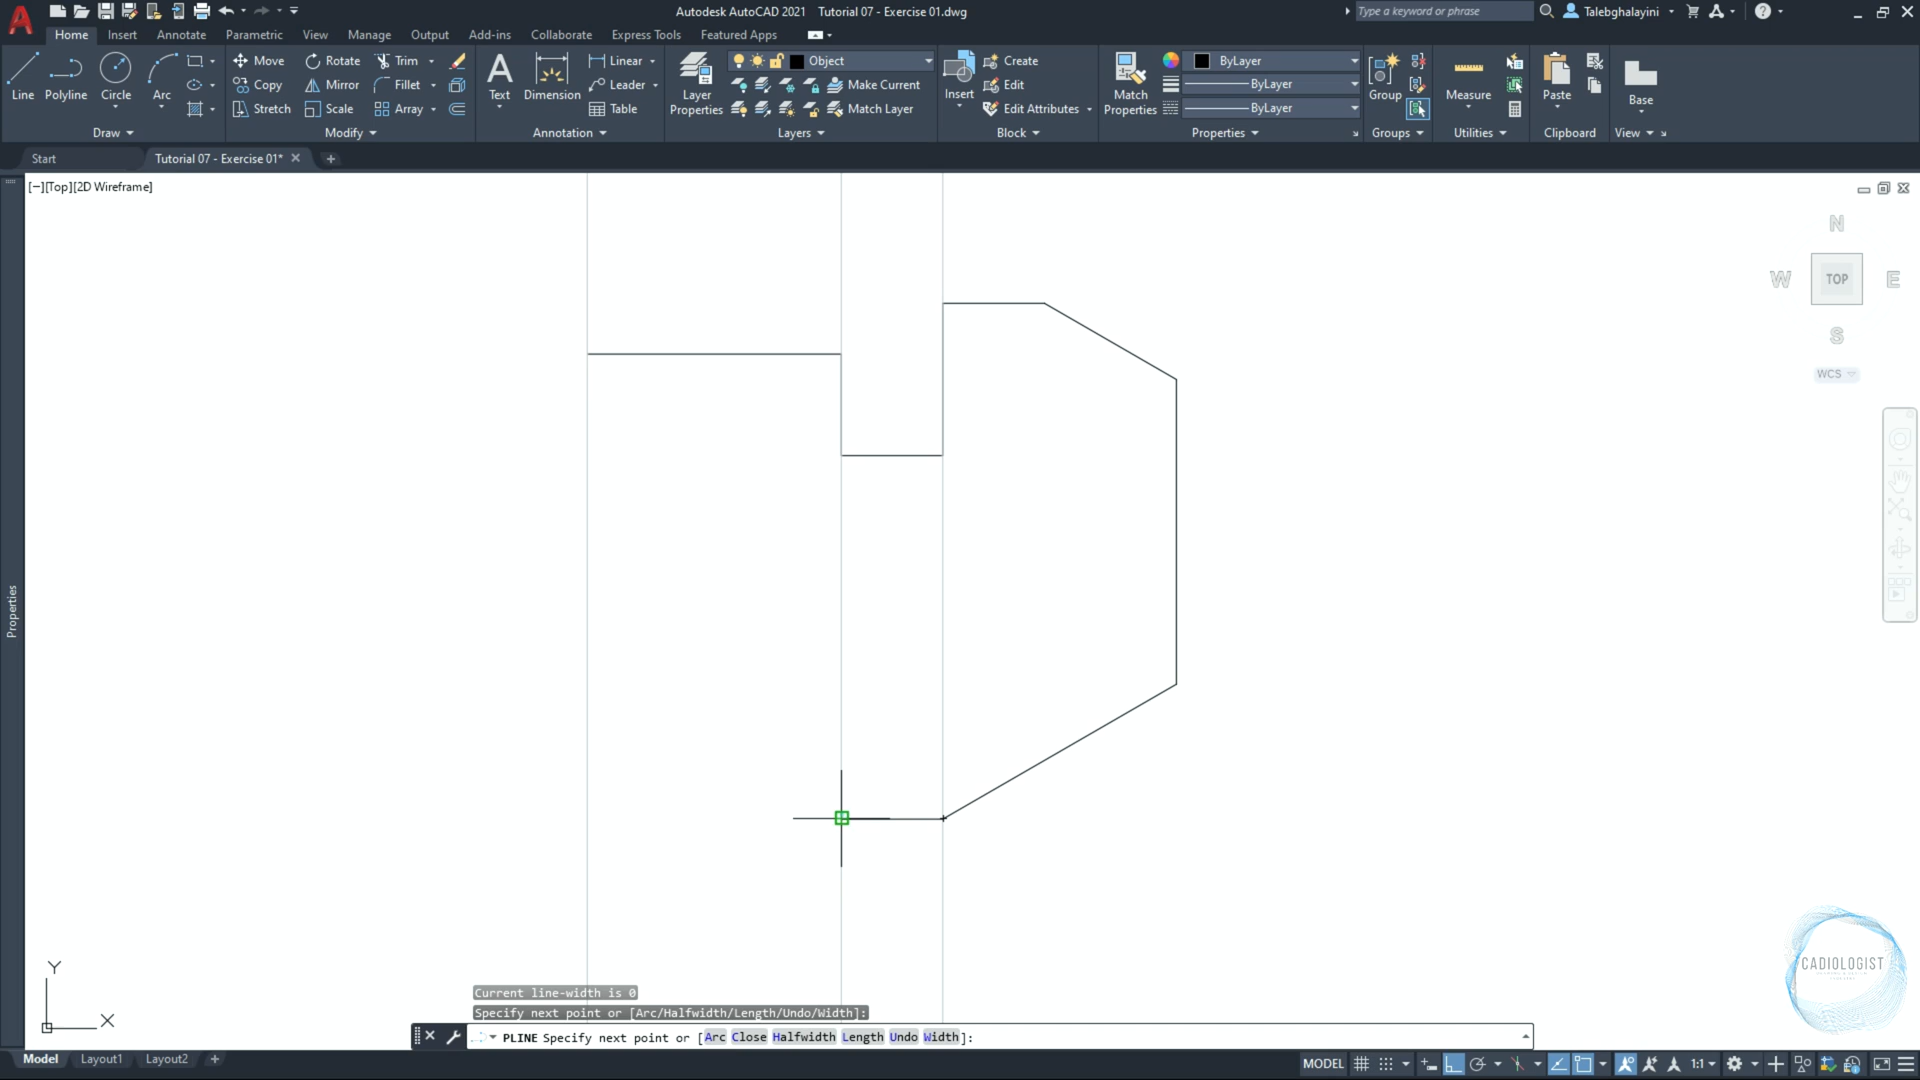 Autodesk AutoCAD 2021 Tutorial 07 - Exercise 01.dwg
Type a keyword or phrase
Talebghalayini
Home Insert Annotate Parametric View Manage Output Add-ins Collaborate Express Tools Featured Apps
Line Polyline Circle Arc
Draw
Move Rotate Trim
Copy Mirror Fillet
Stretch Scale Array
Modify
Text Dimension
Linear
Leader
Table
Annotation
Layer Properties
Object
Make Current
Match Layer
Layers
Insert
Create
Edit
Edit Attributes
Block
Match Properties
ByLayer
ByLayer
ByLayer
Properties
Group
Groups
Measure
Utilities
Paste
Clipboard
Base
View
Start Tutorial 07 - Exercise 01*
[−][Top][2D Wireframe]
N
W TOP E
S
WCS
Properties
Y
X
CADIOLOGIST
Current line-width is 0
Specify next point or [Arc/Halfwidth/Length/Undo/Width]:
PLINE Specify next point or [Arc Close Halfwidth Length Undo Width]:
Model Layout1 Layout2
MODEL 1:1